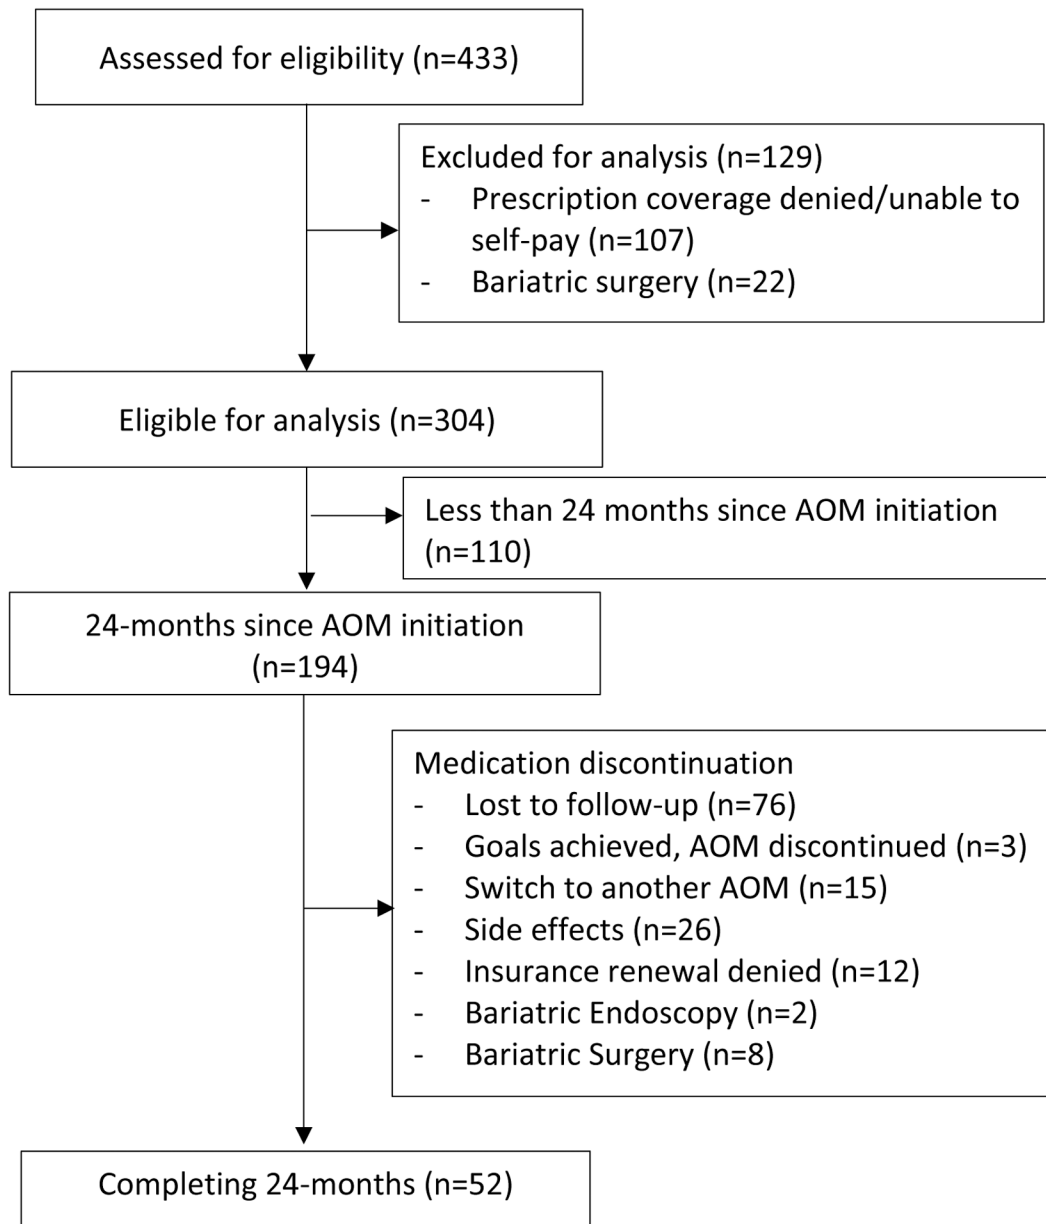 Assessed for eligibility (n=433)
Excluded for analysis (n=129)
- Prescription coverage denied/unable to
self-pay (n=107)
- Bariatric surgery (n=22)
Eligible for analysis (n=304)
Less than 24 months since AOM initiation
(n=110)
24-months since AOM initiation
(n=194)
Medication discontinuation
- Lost to follow-up (n=76)
- Goals achieved, AOM discontinued (n=3)
- Switch to another AOM (n=15)
- Side effects (n=26)
- Insurance renewal denied (n=12)
- Bariatric Endoscopy (n=2)
- Bariatric Surgery (n=8)
Completing 24-months (n=52)